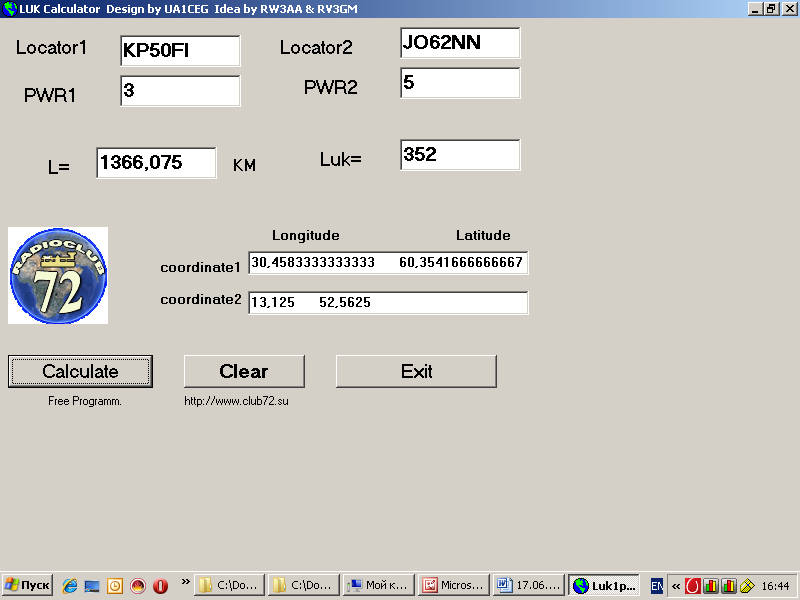 LUK Calculator Design by UA1CEG Idea by RW3AA & RV3GM
Locator1 KP50FI Locator2 JO62NN
PWR1 3 PWR2 5
L= 1366,075 KM Luk= 352
RADIOCLUB
72
Longitude Latitude
coordinate1 30,4583333333333 60,3541666666667
coordinate2 13,125 52,5625
Calculate Clear Exit
Free Programm. http://www.club72.su
Пуск » C:\Do... C:\Do... Мой к... Micros... 17.06.... Luk1p... EN « 16:44